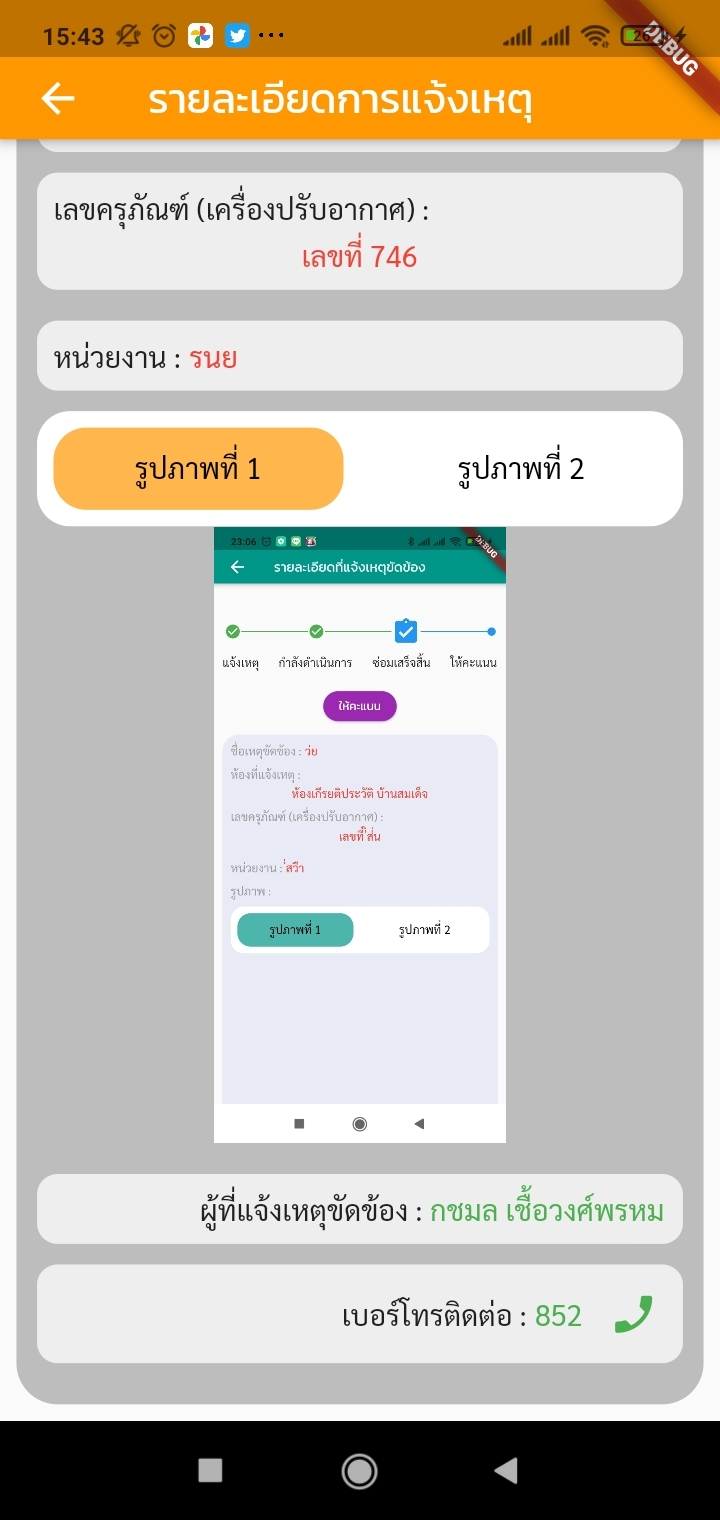 15:43
26
DEBUG
รายละเอียดการแจ้งเหตุ
เลขครุภัณฑ์ (เครื่องปรับอากาศ) :
เลขที่ 746
หน่วยงาน : รนย
รูปภาพที่ 1 รูปภาพที่ 2
23:06
DEBUG
รายละเอียดที่แจ้งเหตุขัดข้อง
แจ้งเหตุ กำลังดำเนินการ ซ่อมเสร็จสิ้น ให้คะแนน
ให้คะแนน
ชื่อเหตุขัดข้อง : ว่ย
ห้องที่แจ้งเหตุ :
ห้องเกียรยติประวัติ บ้านสมเด็จ
เลขครุภัณฑ์ (เครื่องปรับอากาศ) :
เลขที่
หน่วยงาน :
รูปภาพ :
รูปภาพที่ 1 รูปภาพที่ 2
ผู้ที่แจ้งเหตุขัดข้อง : กชมล เชื้อวงศ์พรหม
เบอร์โทรติดต่อ : 852